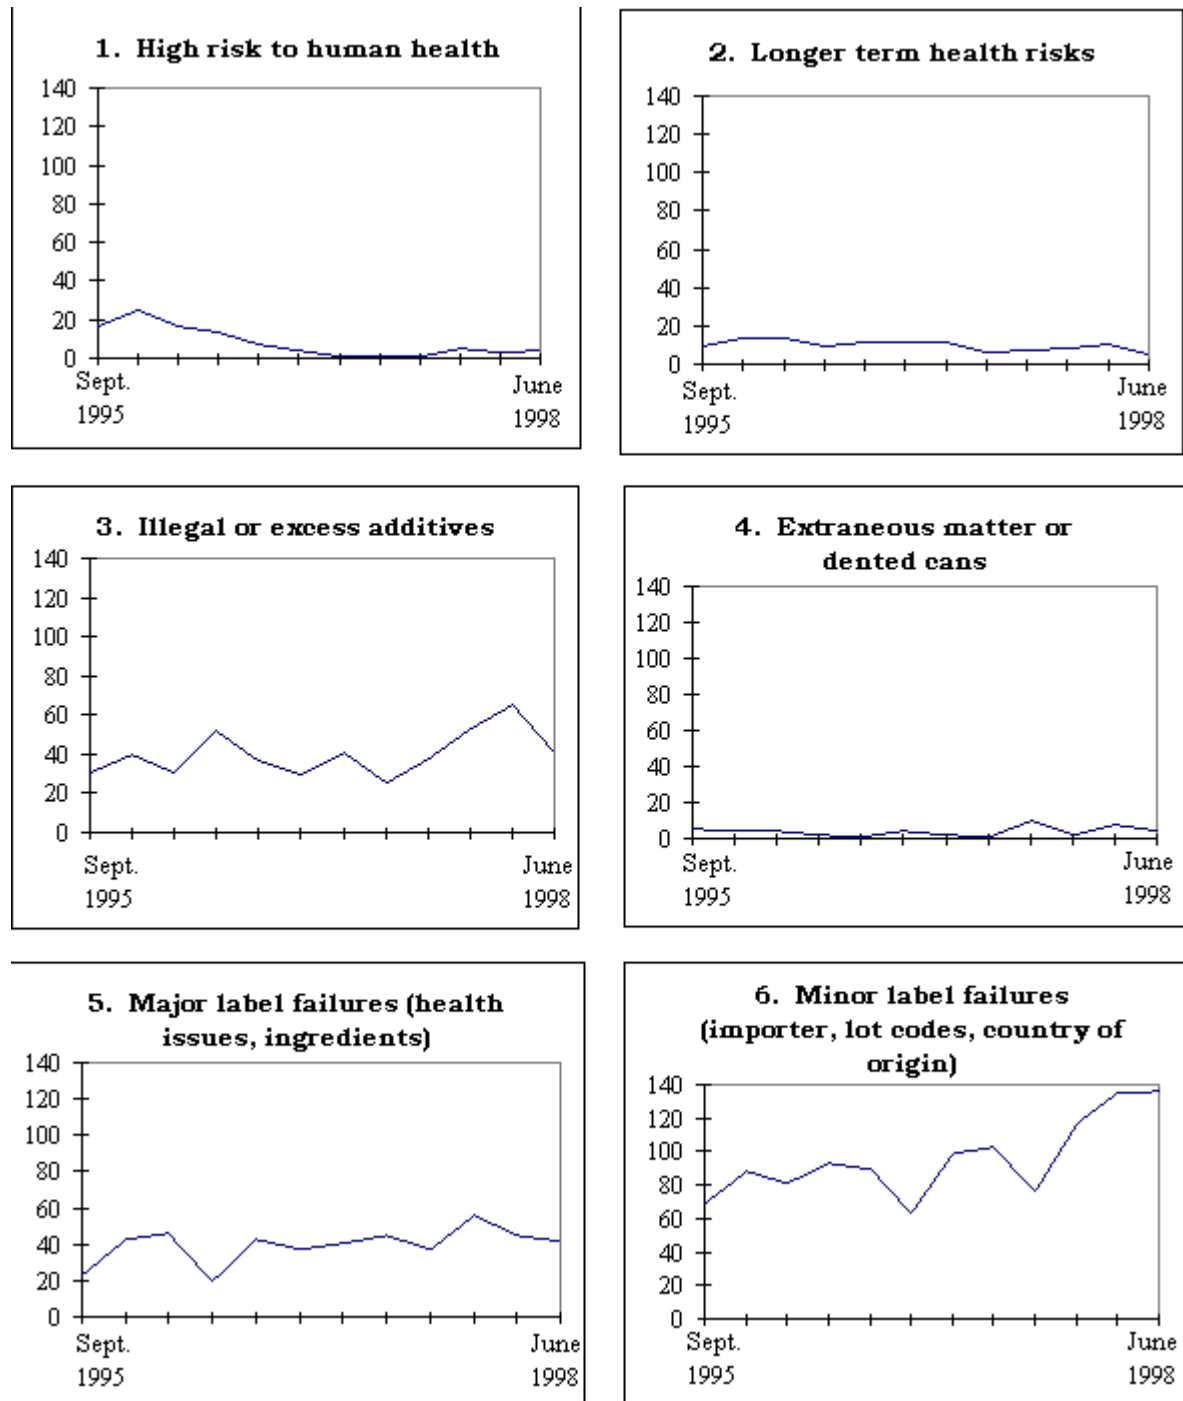 1. High risk to human health
140
120
100
80
60
40
20
0
Sept.
1995
June
1998
2. Longer term health risks
140
120
100
80
60
40
20
0
Sept.
1995
June
1998
3. Illegal or excess additives
140
120
100
80
60
40
20
0
Sept.
1995
June
1998
4. Extraneous matter or
dented cans
140
120
100
80
60
40
20
0
Sept.
1995
June
1998
5. Major label failures (health
issues, ingredients)
140
120
100
80
60
40
20
0
Sept.
1995
June
1998
6. Minor label failures
(importer, lot codes, country of
origin)
140
120
100
80
60
40
20
0
Sept.
1995
June
1998